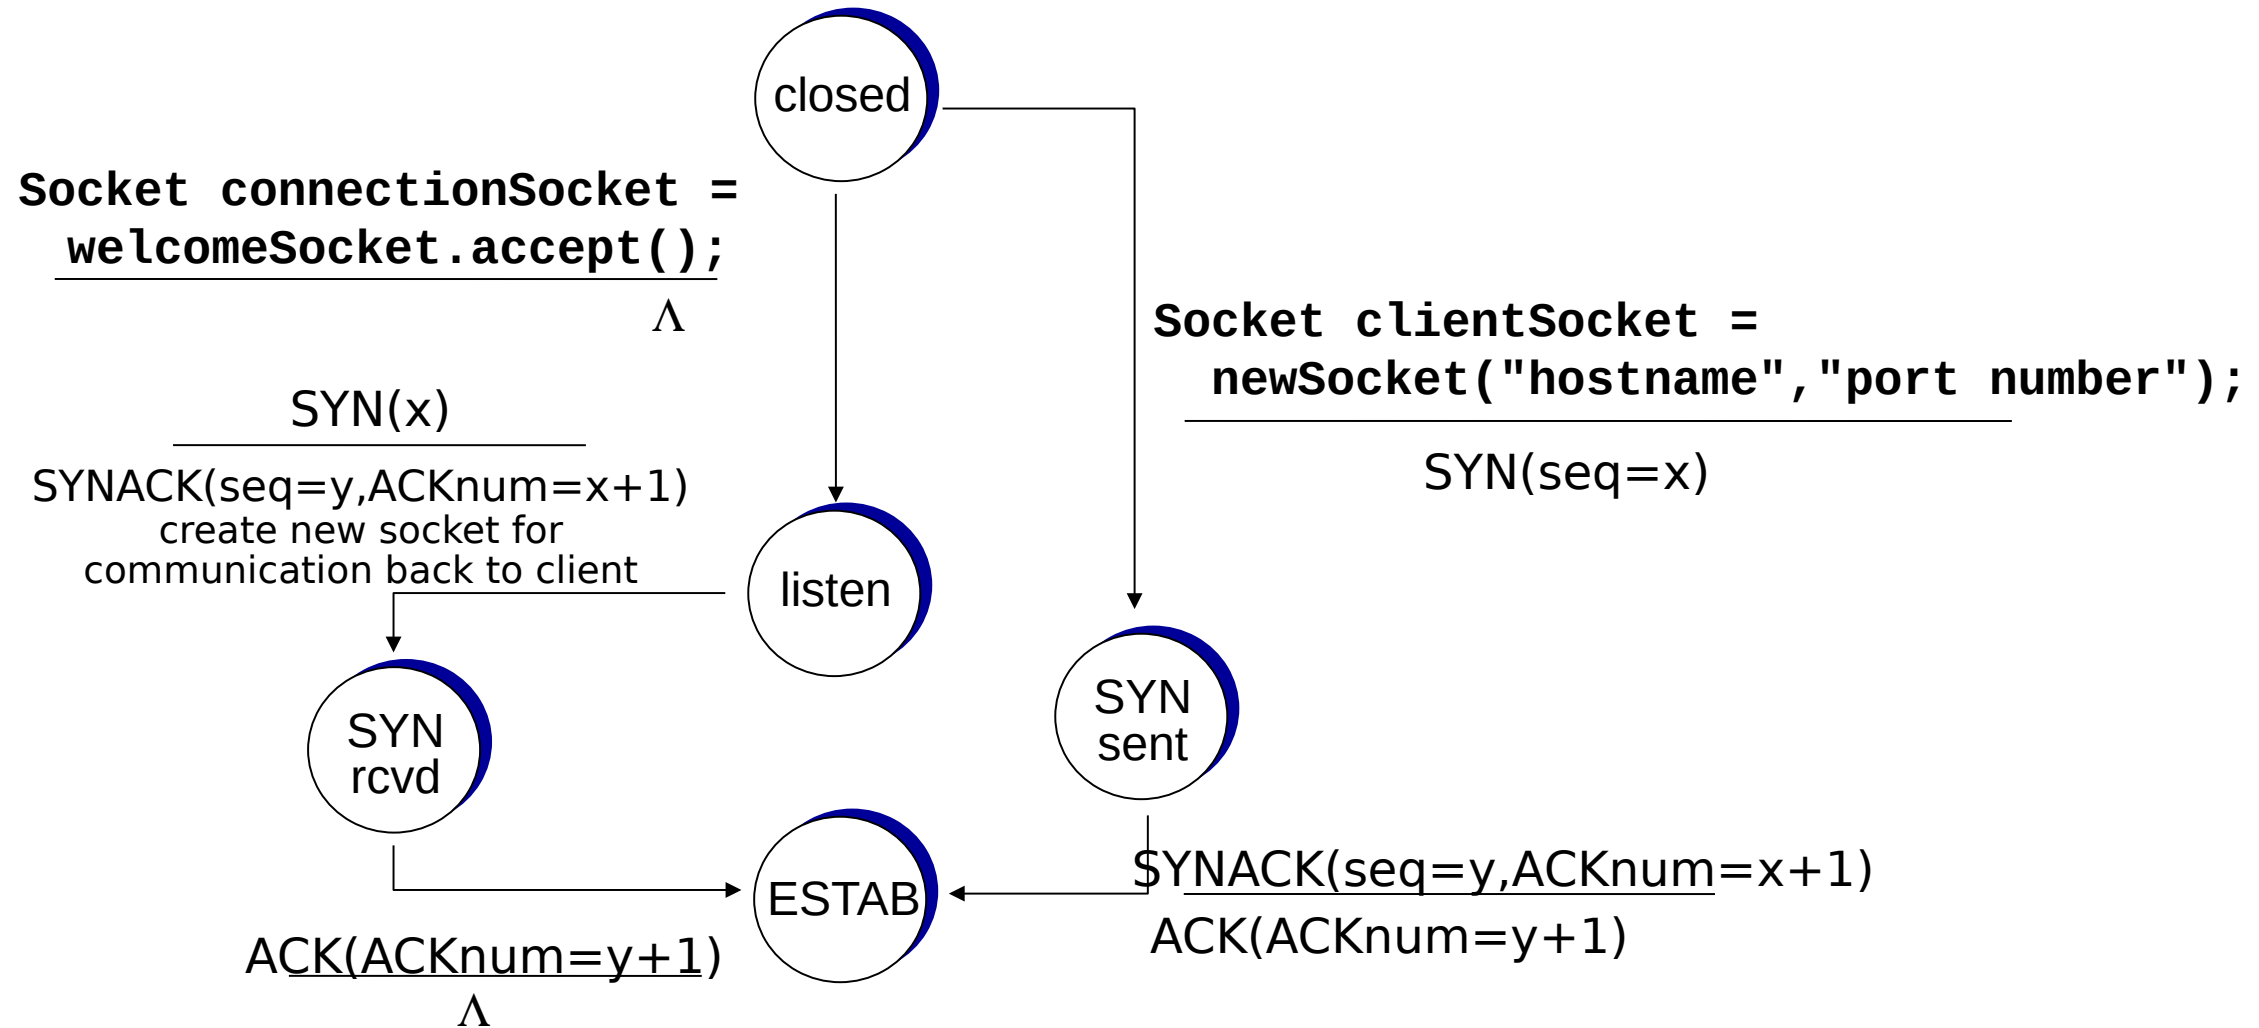 closed
Socket connectionSocket =
welcomeSocket.accept();
Λ
Socket clientSocket =
newSocket("hostname","port number");
SYN(seq=x)
SYN(x)
SYNACK(seq=y,ACKnum=x+1)
create new socket for
communication back to client
listen
SYN
rcvd
SYN
sent
ESTAB
SYNACK(seq=y,ACKnum=x+1)
ACK(ACKnum=y+1)
ACK(ACKnum=y+1)
Λ